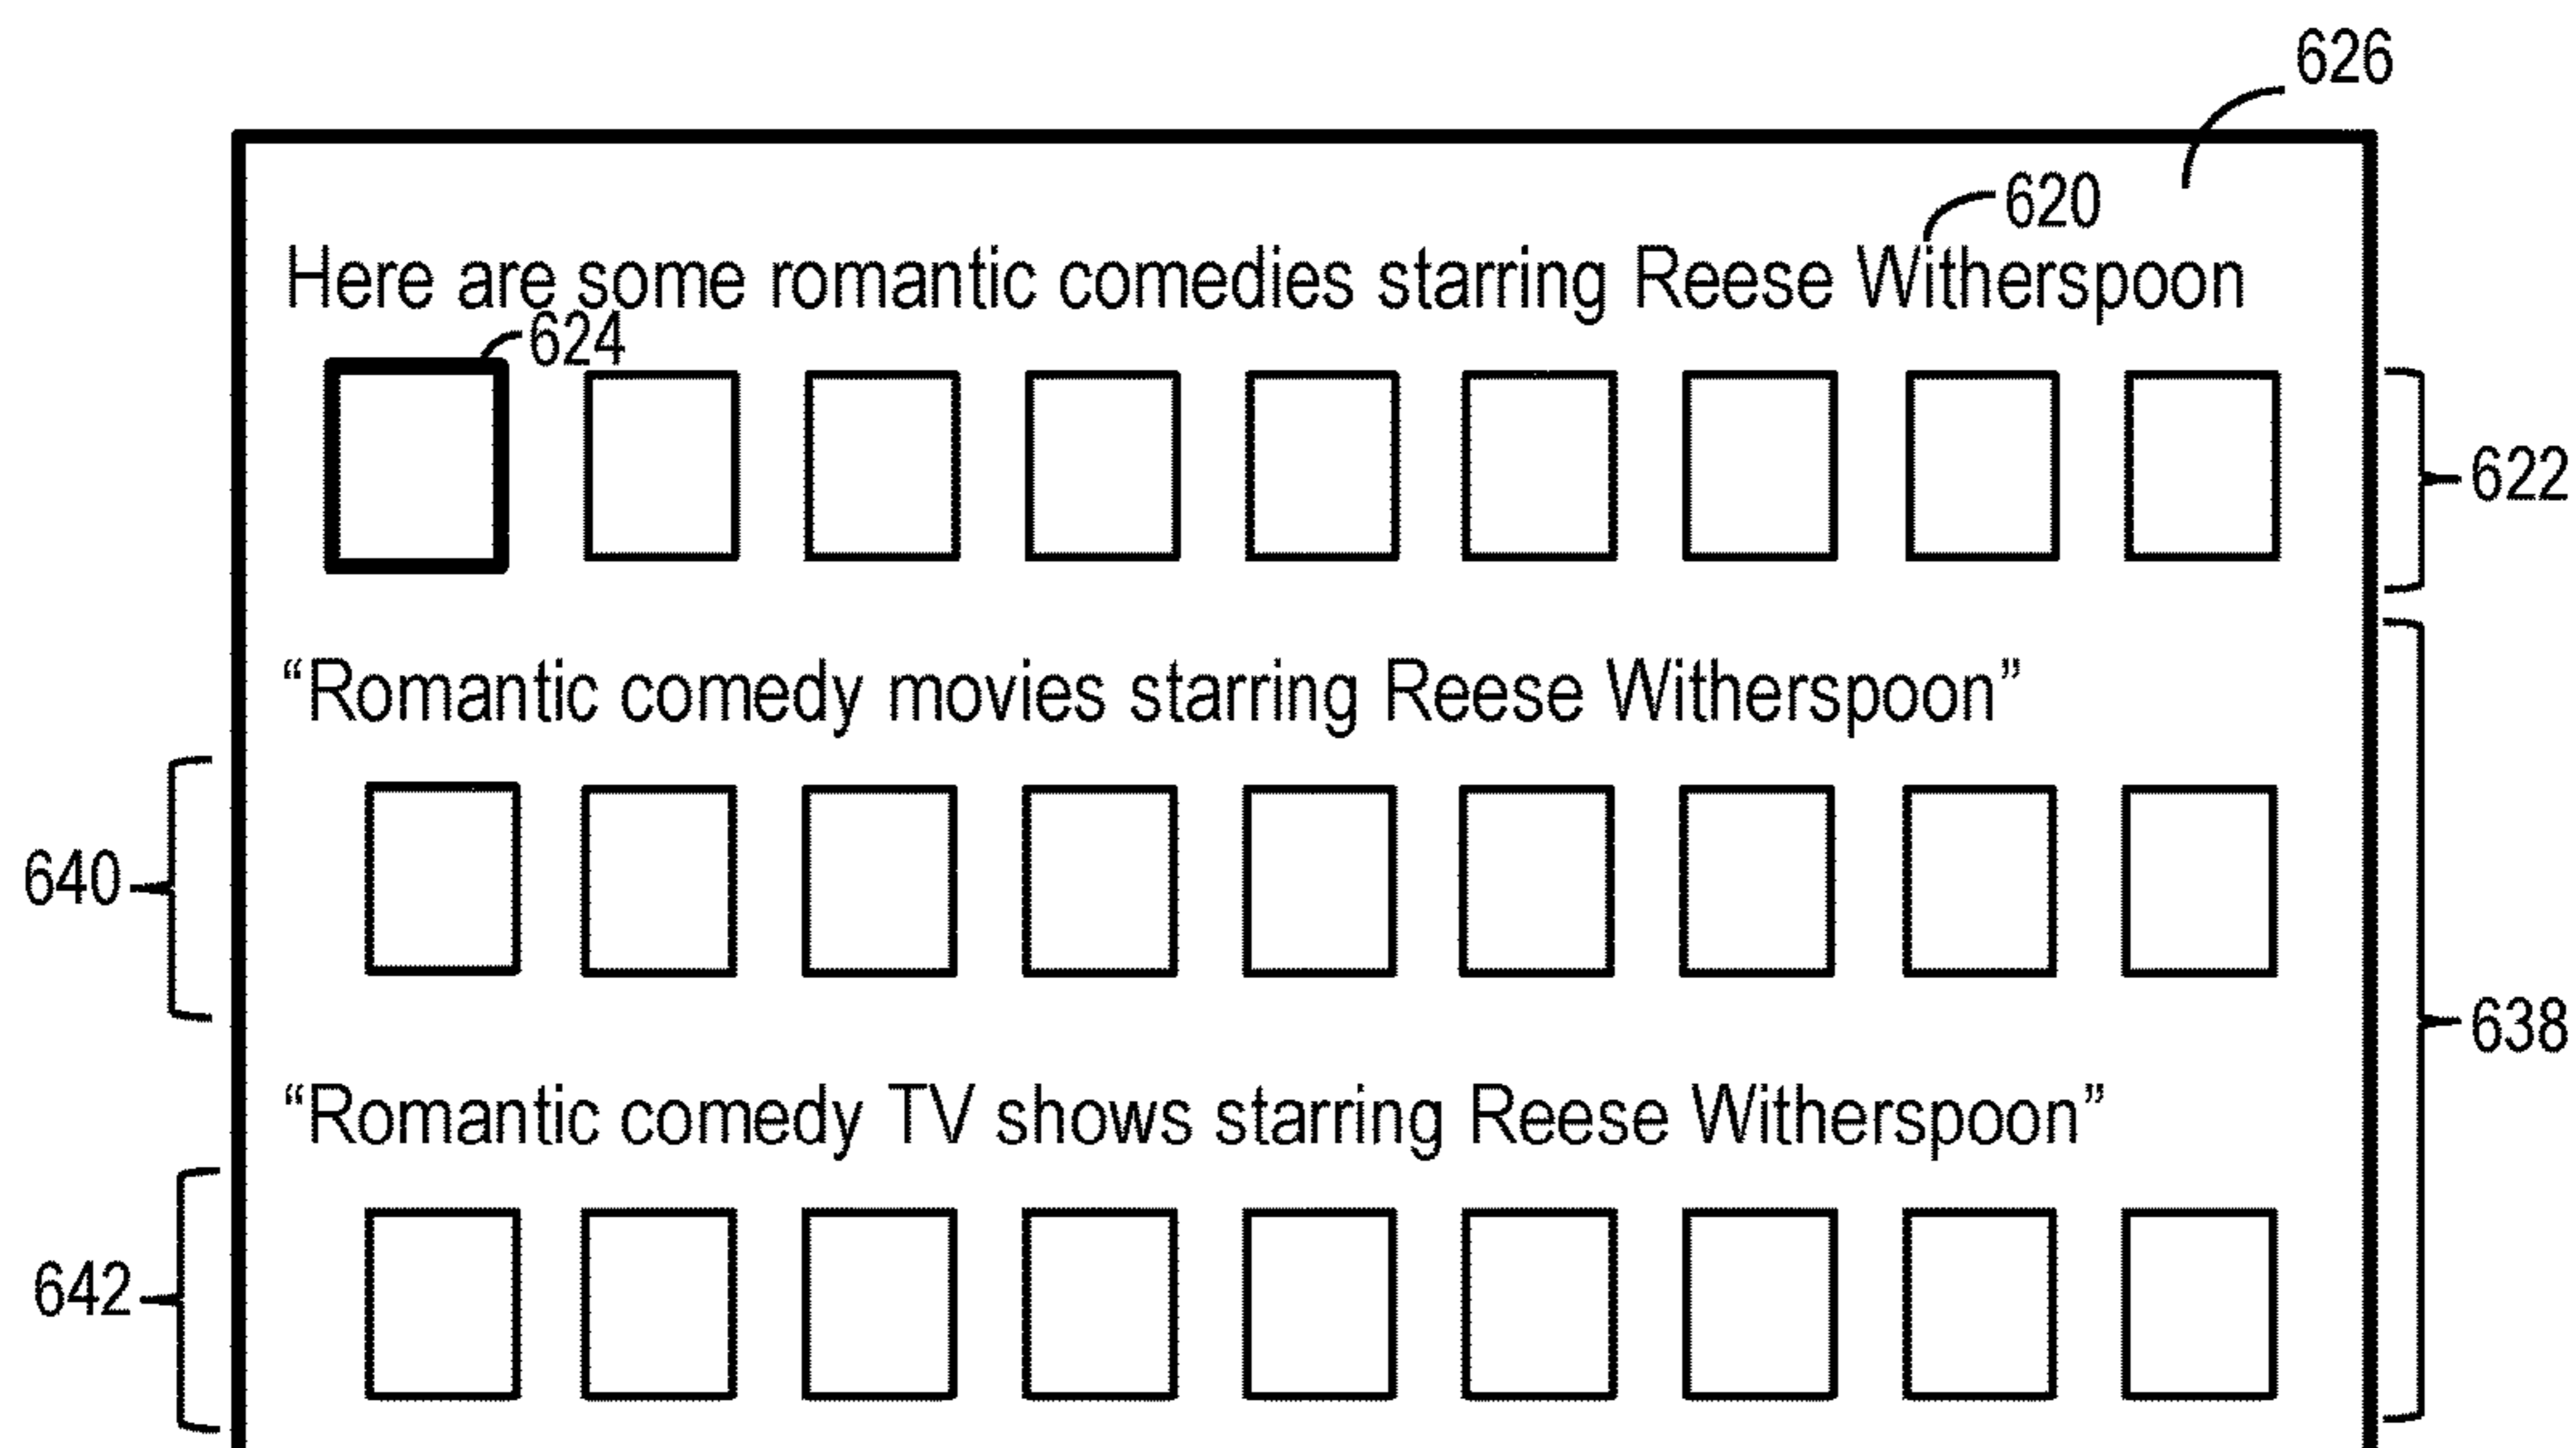 626
620
Here are some romantic comedies starring Reese Witherspoon
624
622
“Romantic comedy movies starring Reese Witherspoon”
640
638
“Romantic comedy TV shows starring Reese Witherspoon”
642